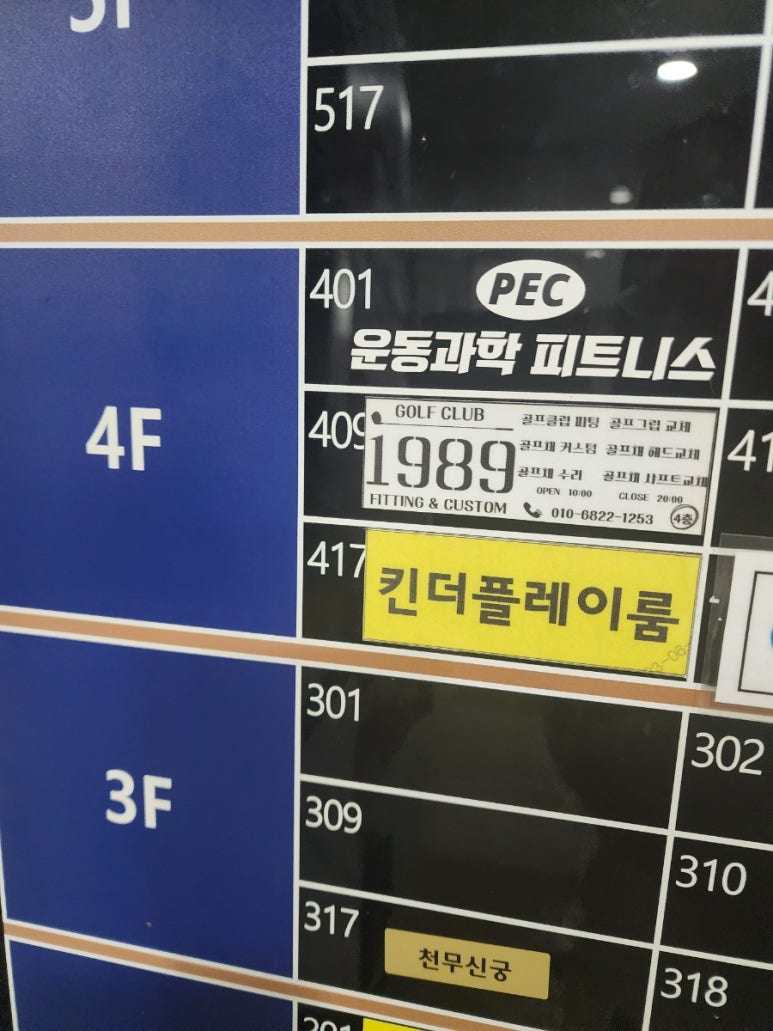 517
4F
401
PEC
운동과학 피트니스
409
GOLF CLUB
1989
FITTING & CUSTOM
골프클럽 피팅 골프그립 교체
골프채 커스텀 골프채 헤드교체
골프채 수리 골프채 샤프트교체
OPEN 10:00 CLOSE 20:00
010-6822-1253 4층
417
킨더플레이룸
3F
301
302
309
310
317
천무신궁
318